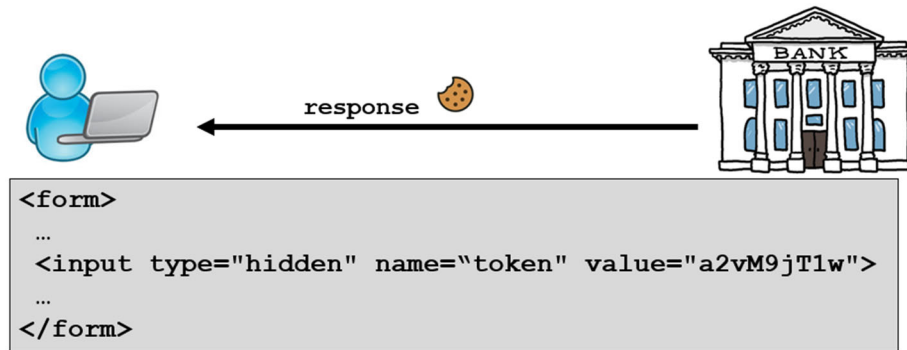 BANK
response
<form>
…
<input type="hidden" name=“token" value="a2vM9jT1w">
…
</form>